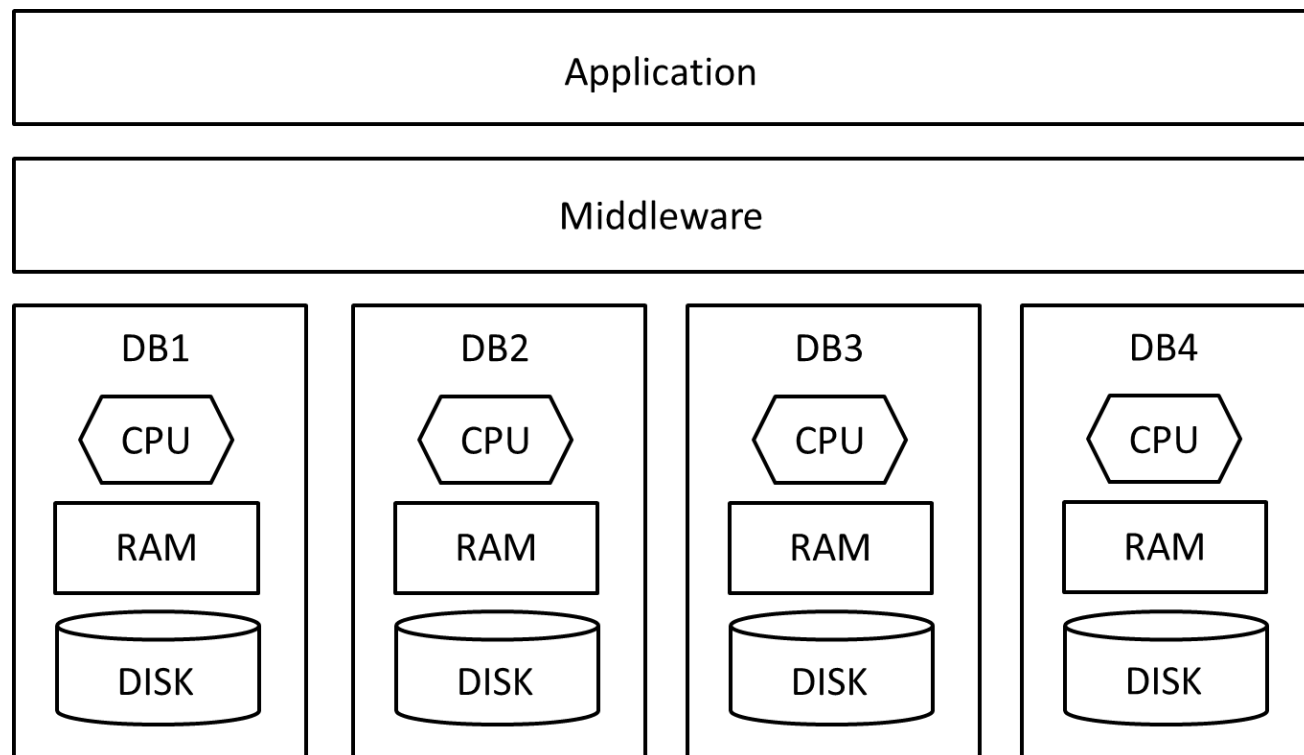 Application
Middleware
DB1
CPU
RAM
DISK
DB2
CPU
RAM
DISK
DB3
CPU
RAM
DISK
DB4
CPU
RAM
DISK